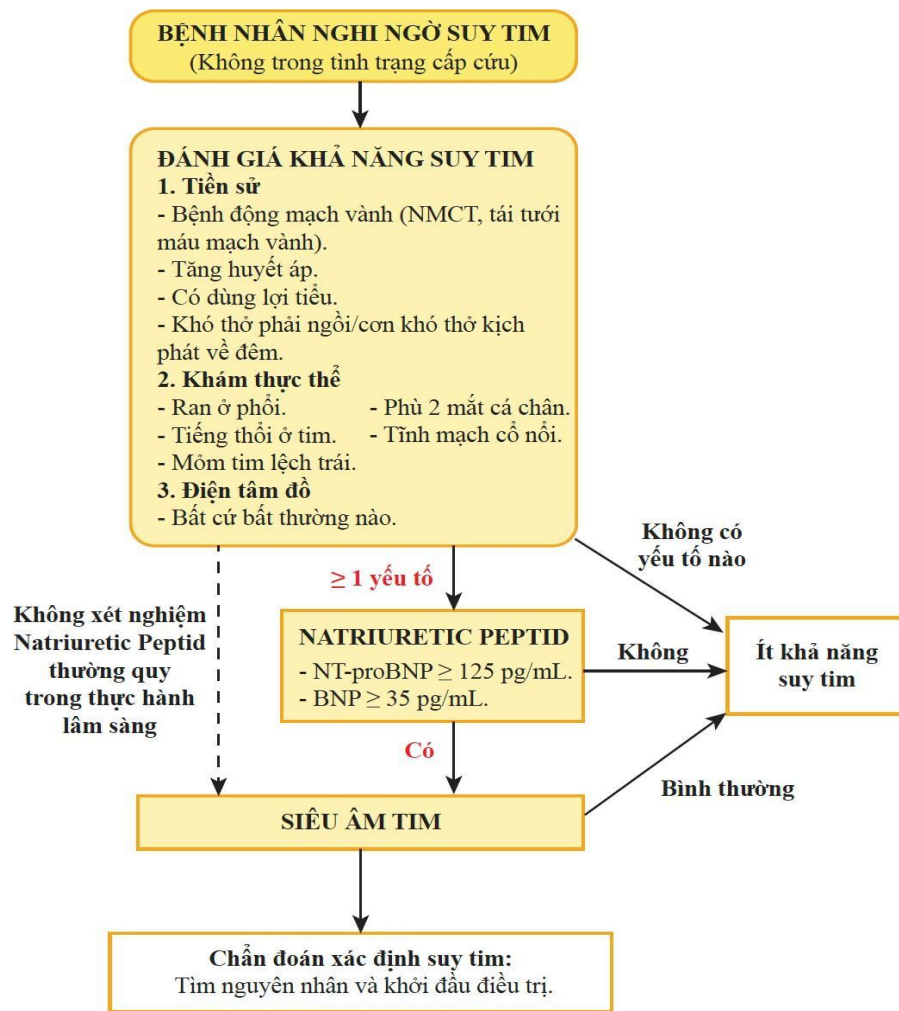 BỆNH NHÂN NGHI NGỜ SUY TIM
(Không trong tình trạng cấp cứu)
ĐÁNH GIÁ KHẢ NĂNG SUY TIM
1. Tiền sử
- Bệnh động mạch vành (NMCT, tái tưới
máu mạch vành).
- Tăng huyết áp.
- Có dùng lợi tiểu.
- Khó thở phải ngồi/cơn khó thở kịch
phát về đêm.
2. Khám thực thể
- Ran ở phổi.
- Phù 2 mắt cá chân.
- Tiếng thổi ở tim.
- Tĩnh mạch cổ nổi.
- Mỏm tim lệch trái.
3. Điện tâm đồ
- Bất cứ bất thường nào.
Không có
yếu tố nào
≥ 1 yếu tố
Không xét nghiệm
Natriuretic Peptid
thường quy
trong thực hành
lâm sàng
NATRIURETIC PEPTID
- NT-proBNP ≥ 125 pg/mL.
- BNP ≥ 35 pg/mL.
Không
Ít khả năng
suy tim
Có
Bình thường
SIÊU ÂM TIM
Chẩn đoán xác định suy tim:
Tìm nguyên nhân và khởi đầu điều trị.